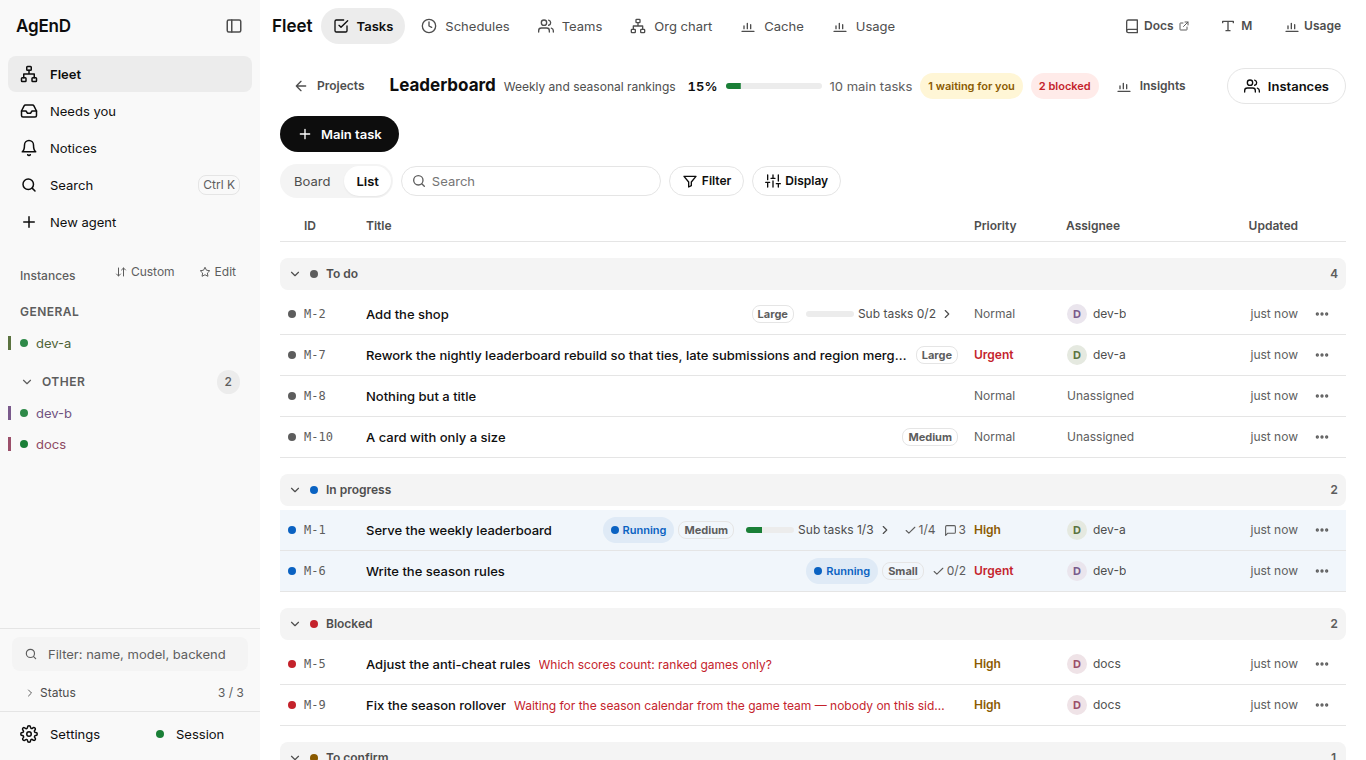 AgEnD
Fleet
Needs you
Notices
Search Ctrl K
New agent
Instances Custom Edit
GENERAL
dev-a
OTHER 2
dev-b
docs
Filter: name, model, backend
Status 3 / 3
Settings Session
Fleet Tasks Schedules Teams Org chart Cache Usage Docs M Usage
Projects Leaderboard Weekly and seasonal rankings 15% 10 main tasks 1 waiting for you 2 blocked Insights Instances
Main task
Board List Search Filter Display
ID Title Priority Assignee Updated
To do 4
M-2 Add the shop Large Sub tasks 0/2 Normal D dev-b just now
M-7 Rework the nightly leaderboard rebuild so that ties, late submissions and region merg... Large Urgent D dev-a just now
M-8 Nothing but a title Normal Unassigned just now
M-10 A card with only a size Medium Normal Unassigned just now
In progress 2
M-1 Serve the weekly leaderboard Running Medium Sub tasks 1/3 1/4 3 High D dev-a just now
M-6 Write the season rules Running Small 0/2 Urgent D dev-b just now
Blocked 2
M-5 Adjust the anti-cheat rules Which scores count: ranked games only? High D docs just now
M-9 Fix the season rollover Waiting for the season calendar from the game team — nobody on this sid... High D docs just now
To confirm 1